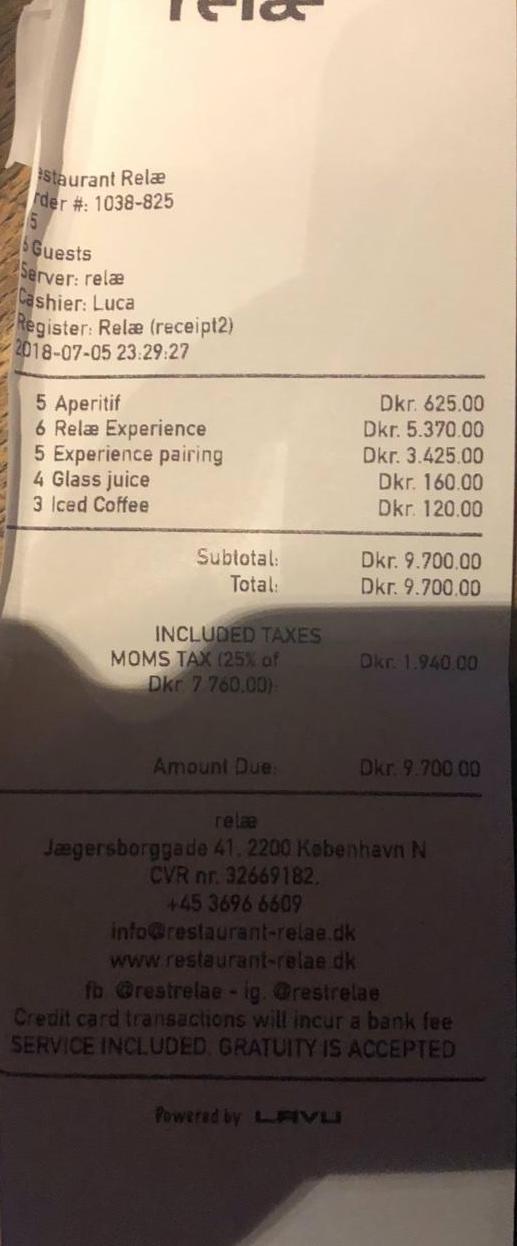 relæ
estaurant Relæ
rder #: 1038-825
5
6 Guests
Server: relæ
Cashier: Luca
Register: Relæ (receipt2)
2018-07-05 23:29:27
5 Aperitif Dkr. 625.00
6 Relæ Experience Dkr. 5.370.00
5 Experience pairing Dkr. 3.425.00
4 Glass juice Dkr. 160.00
3 Iced Coffee Dkr. 120.00
Subtotal: Dkr. 9.700.00
Total: Dkr. 9.700.00
INCLUDED TAXES
MOMS TAX (25% of Dkr. 1.940.00
Dkr. 7.760.00):
Amount Due: Dkr. 9.700.00
relæ
Jægersborggade 41, 2200 København N
CVR nr. 32669182.
+45 3696 6609
info@restaurant-relae.dk
www.restaurant-relae.dk
fb. @restrelae - ig. @restrelae
Credit card transactions will incur a bank fee
SERVICE INCLUDED. GRATUITY IS ACCEPTED
Powered by LAVU